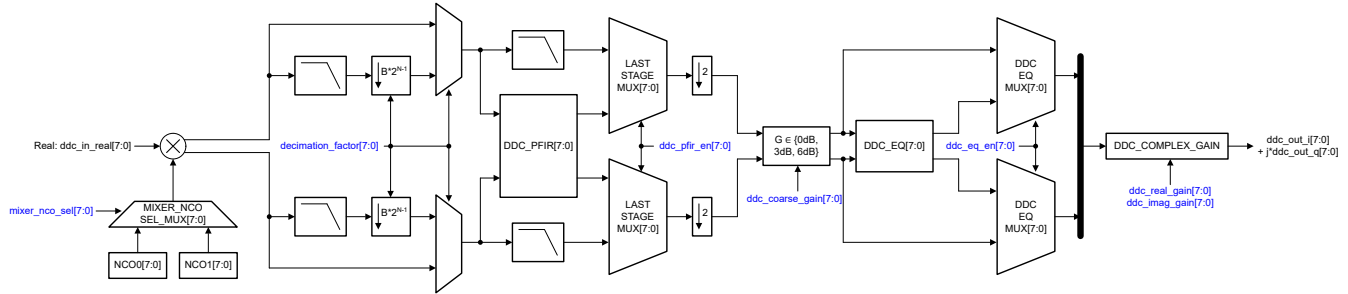 B*2^N-1
LAST
STAGE
MUX[7:0]
2
DDC
EQ
MUX[7:0]
Real: ddc_in_real[7:0]
decimation_factor[7:0]
DDC_PFIR[7:0]
ddc_pfir_en[7:0]
G ∈ {0dB,
3dB, 6dB}
DDC_EQ[7:0]
ddc_eq_en[7:0]
DDC_COMPLEX_GAIN
ddc_out_i[7:0]
+ j*ddc_out_q[7:0]
ddc_coarse_gain[7:0]
ddc_real_gain[7:0]
ddc_imag_gain[7:0]
mixer_nco_sel[7:0]
MIXER_NCO
SEL_MUX[7:0]
B*2^N-1
LAST
STAGE
MUX[7:0]
2
DDC
EQ
MUX[7:0]
NCO0[7:0]
NCO1[7:0]